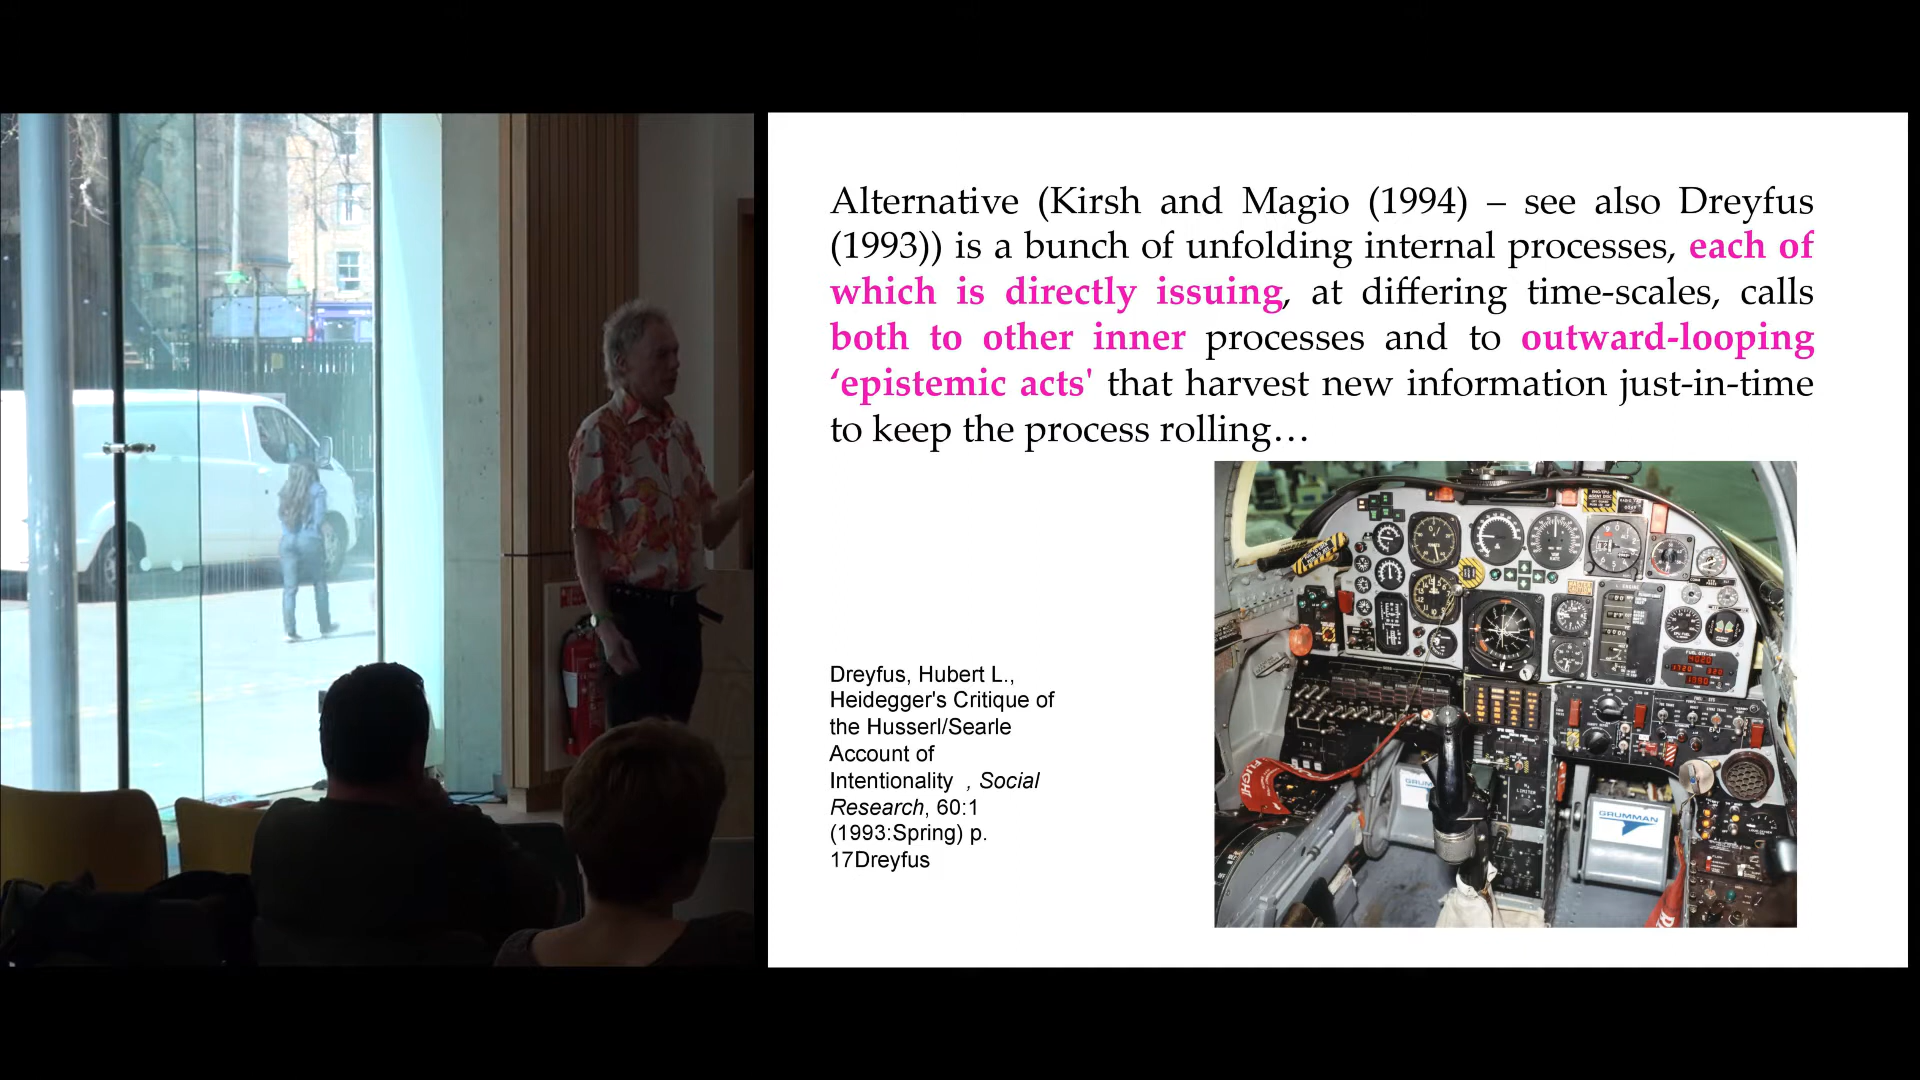 Alternative (Kirsh and Magio (1994) – see also Dreyfus
(1993)) is a bunch of unfolding internal processes, each of
which is directly issuing, at differing time-scales, calls
both to other inner processes and to outward-looping
‘epistemic acts' that harvest new information just-in-time
to keep the process rolling…
Dreyfus, Hubert L.,
Heidegger's Critique of
the Husserl/Searle
Account of
Intentionality , Social
Research, 60:1
(1993:Spring) p.
17Dreyfus
GRUMMAN